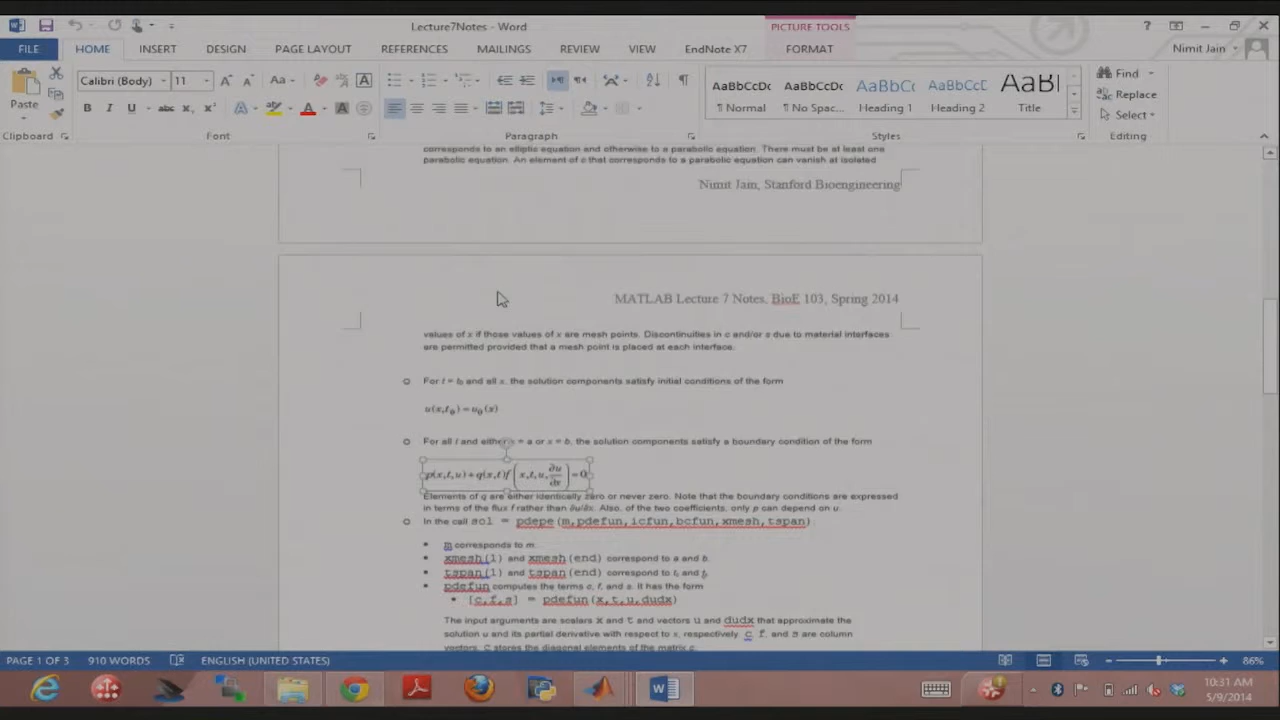 Lecture7Notes - Word
PICTURE TOOLS
FILE HOME INSERT DESIGN PAGE LAYOUT REFERENCES MAILINGS REVIEW VIEW EndNote X7 FORMAT
Nimit Jain
Paste
Calibri (Body) 11
AaBbCcDc AaBbCcDc AaBbCc AaBbCcD AaBl
¶ Normal ¶ No Spac... Heading 1 Heading 2 Title
Find
Replace
Select
Clipboard Font Paragraph Styles Editing
corresponds to an elliptic equation and otherwise to a parabolic equation. There must be at least one
parabolic equation. An element of c that corresponds to a parabolic equation can vanish at isolated
Nimit Jain, Stanford Bioengineering
MATLAB Lecture 7 Notes, BioE 103, Spring 2014
values of x if those values of x are mesh points. Discontinuities in c and/or s due to material interfaces
are permitted provided that a mesh point is placed at each interface.
For t = t0 and all x, the solution components satisfy initial conditions of the form
u(x,t0)=u0(x)
For all t and either x = a or x = b, the solution components satisfy a boundary condition of the form
p(x,t,u)+q(x,t)f(x,t,u,∂u/∂x)=0
Elements of q are either identically zero or never zero. Note that the boundary conditions are expressed
in terms of the flux f rather than ∂u/∂x. Also, of the two coefficients, only p can depend on u.
In the call sol = pdepe(m,pdefun,icfun,bcfun,xmesh,tspan)
m corresponds to m.
xmesh(1) and xmesh(end) correspond to a and b.
tspan(1) and tspan(end) correspond to t0 and tf.
pdefun computes the terms c, f, and s. It has the form
[c,f,s] = pdefun(x,t,u,dudx)
The input arguments are scalars x and t and vectors u and dudx that approximate the
solution u and its partial derivative with respect to x, respectively. c, f, and s are column
vectors. c stores the diagonal elements of the matrix c.
PAGE 1 OF 3 910 WORDS ENGLISH (UNITED STATES) 86%
10:31 AM
5/9/2014